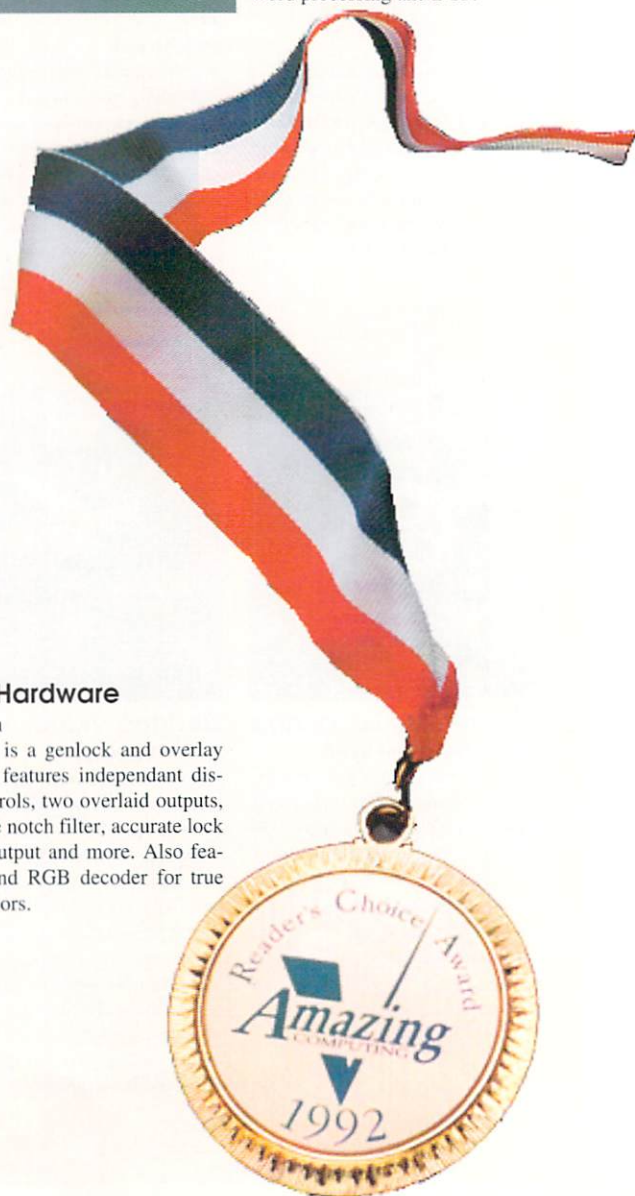 Hardware
is a genlock and overlay
features independant dis-
rols, two overlaid outputs,
notch filter, accurate lock
utput and more. Also fea-
nd RGB decoder for true
ors.
Reader's Choice Award
Amazing
COMPUTING
1992